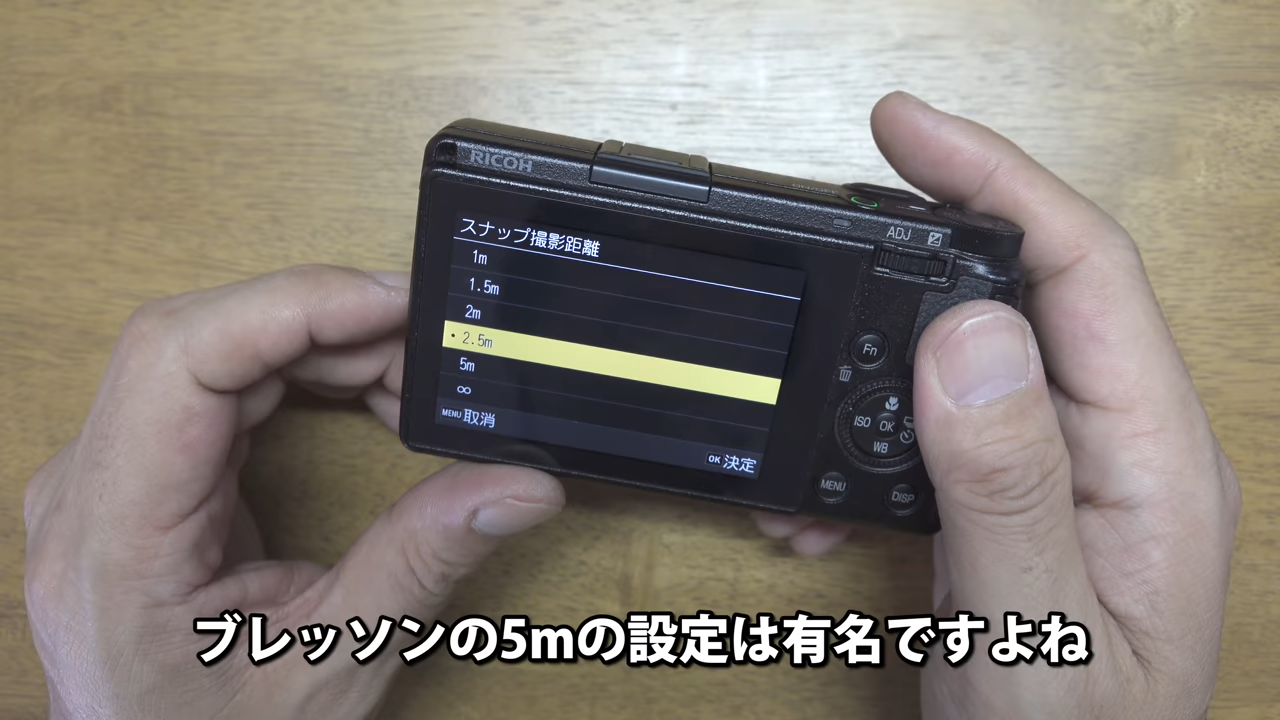 RICOH
スナップ撮影距離
1m
1.5m
2m
• 2.5m
5m
∞
MENU 取消
OK 決定
ADJ
Fn
ISO
OK
WB
MENU
DISP
ブレッソンの5mの設定は有名ですよね